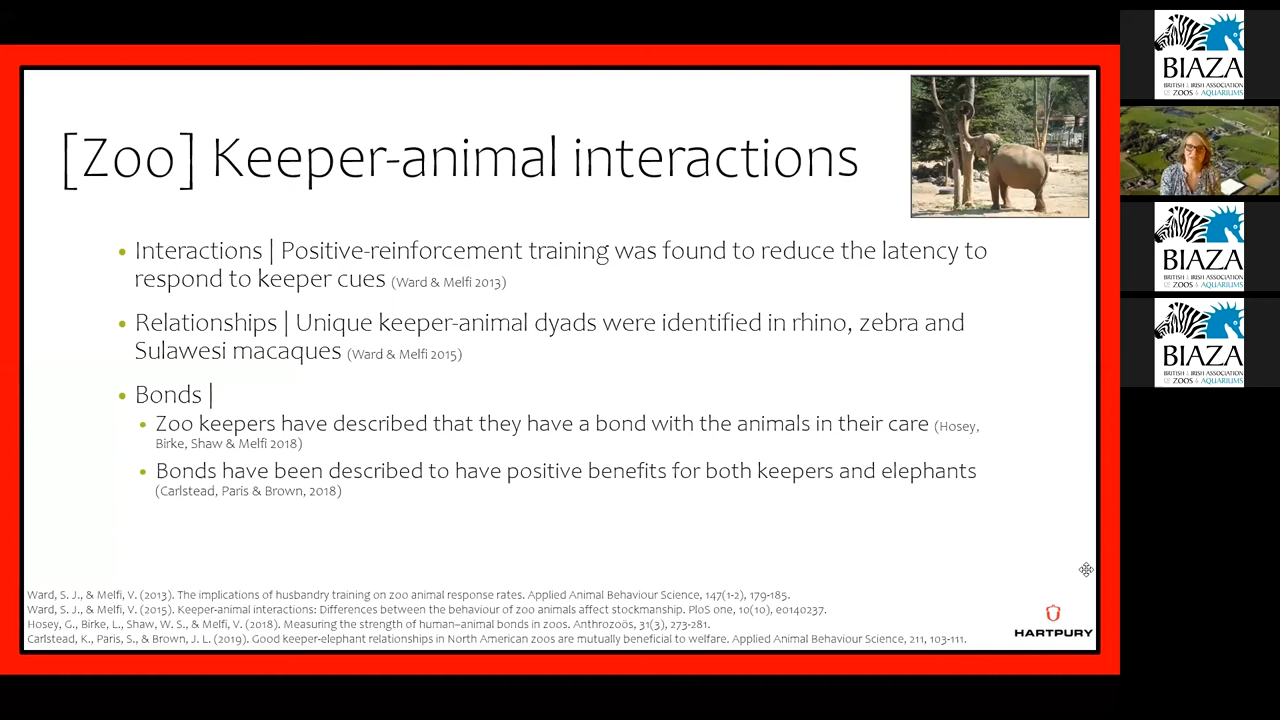 [Zoo] Keeper-animal interactions
• Interactions | Positive-reinforcement training was found to reduce the latency to
respond to keeper cues (Ward & Melfi 2013)
• Relationships | Unique keeper-animal dyads were identified in rhino, zebra and
Sulawesi macaques (Ward & Melfi 2015)
• Bonds |
• Zoo keepers have described that they have a bond with the animals in their care (Hosey,
Birke, Shaw & Melfi 2018)
• Bonds have been described to have positive benefits for both keepers and elephants
(Carlstead, Paris & Brown, 2018)
Ward, S. J., & Melfi, V. (2013). The implications of husbandry training on zoo animal response rates. Applied Animal Behaviour Science, 147(1-2), 179-185.
Ward, S. J., & Melfi, V. (2015). Keeper-animal interactions: Differences between the behaviour of zoo animals affect stockmanship. PloS one, 10(10), e0140237.
Hosey, G., Birke, L., Shaw, W. S., & Melfi, V. (2018). Measuring the strength of human–animal bonds in zoos. Anthrozoös, 31(3), 273-281.
Carlstead, K., Paris, S., & Brown, J. L. (2019). Good keeper-elephant relationships in North American zoos are mutually beneficial to welfare. Applied Animal Behaviour Science, 211, 103-111.
HARTPURY
BIAZA
BRITISH & IRISH ASSOCIATION
OF ZOOS & AQUARIUMS
BIAZA
BRITISH & IRISH ASSOCIATION
OF ZOOS & AQUARIUMS
BIAZA
BRITISH & IRISH ASSOCIATION
OF ZOOS & AQUARIUMS